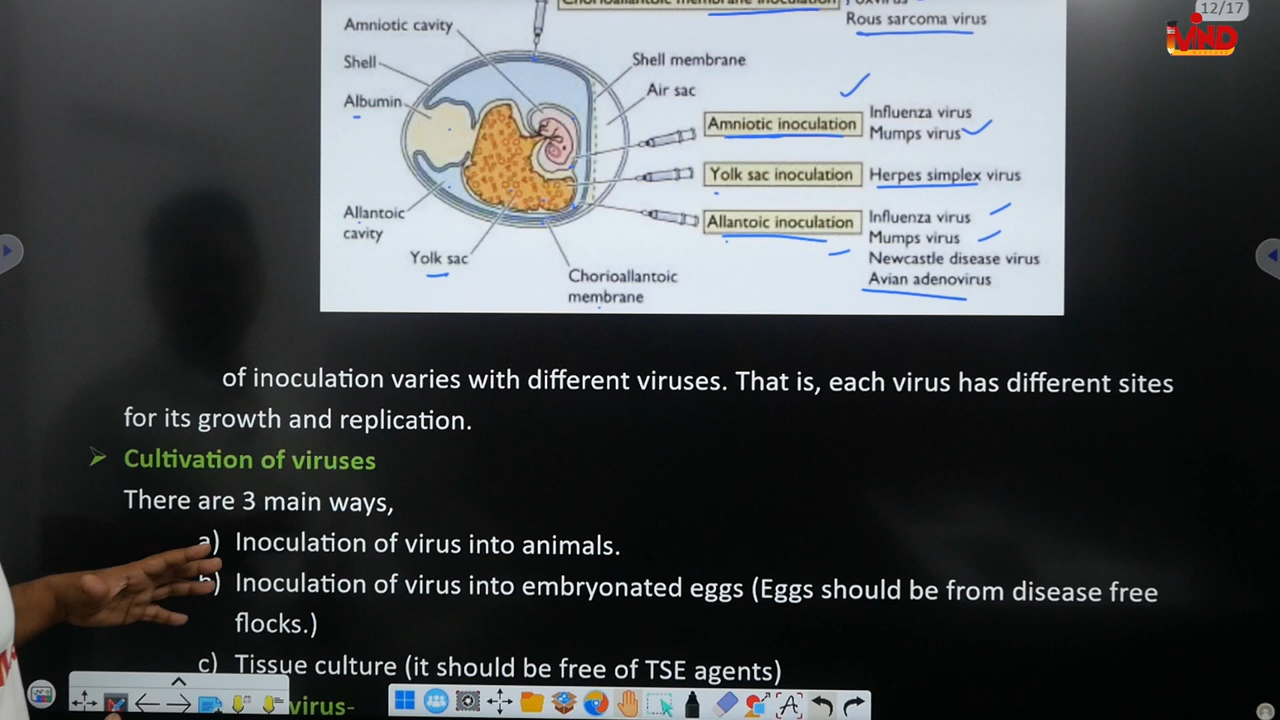 12/17
MIND
Chorioallantoic membrane inoculation
Poxvirus
Rous sarcoma virus
Amniotic cavity
Shell
Albumin
Shell membrane
Air sac
Amniotic inoculation
Influenza virus
Mumps virus
Yolk sac inoculation
Herpes simplex virus
Allantoic inoculation
Influenza virus
Mumps virus
Newcastle disease virus
Avian adenovirus
Allantoic
cavity
Yolk sac
Chorioallantoic
membrane
of inoculation varies with different viruses. That is, each virus has different sites
for its growth and replication.
Cultivation of viruses
There are 3 main ways,
a) Inoculation of virus into animals.
b) Inoculation of virus into embryonated eggs (Eggs should be from disease free
flocks.)
c) Tissue culture (it should be free of TSE agents)
virus-